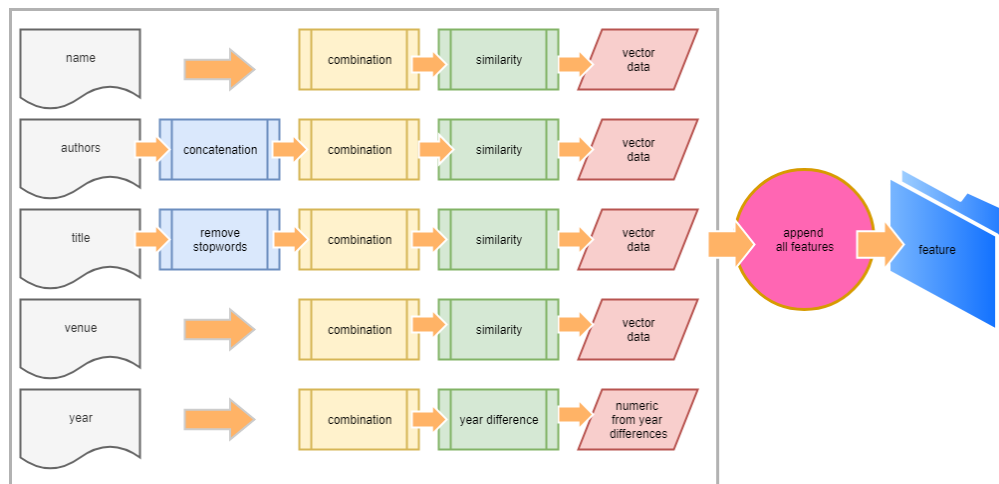 name
combination
similarity
vector
data
authors
concatenation
combination
similarity
vector
data
title
remove
stopwords
combination
similarity
vector
data
append
all features
feature
venue
combination
similarity
vector
data
year
combination
year difference
numeric
from year
differences